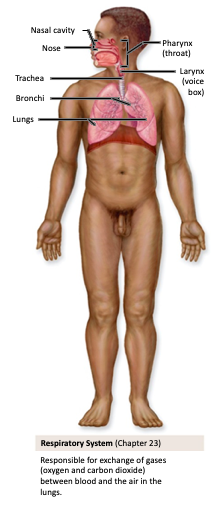 Nasal cavity
Nose
Pharynx
(throat)
Larynx
(voice
box)
Trachea
Bronchi
Lungs
Respiratory System (Chapter 23)
Responsible for exchange of gases
(oxygen and carbon dioxide)
between blood and the air in the
lungs.